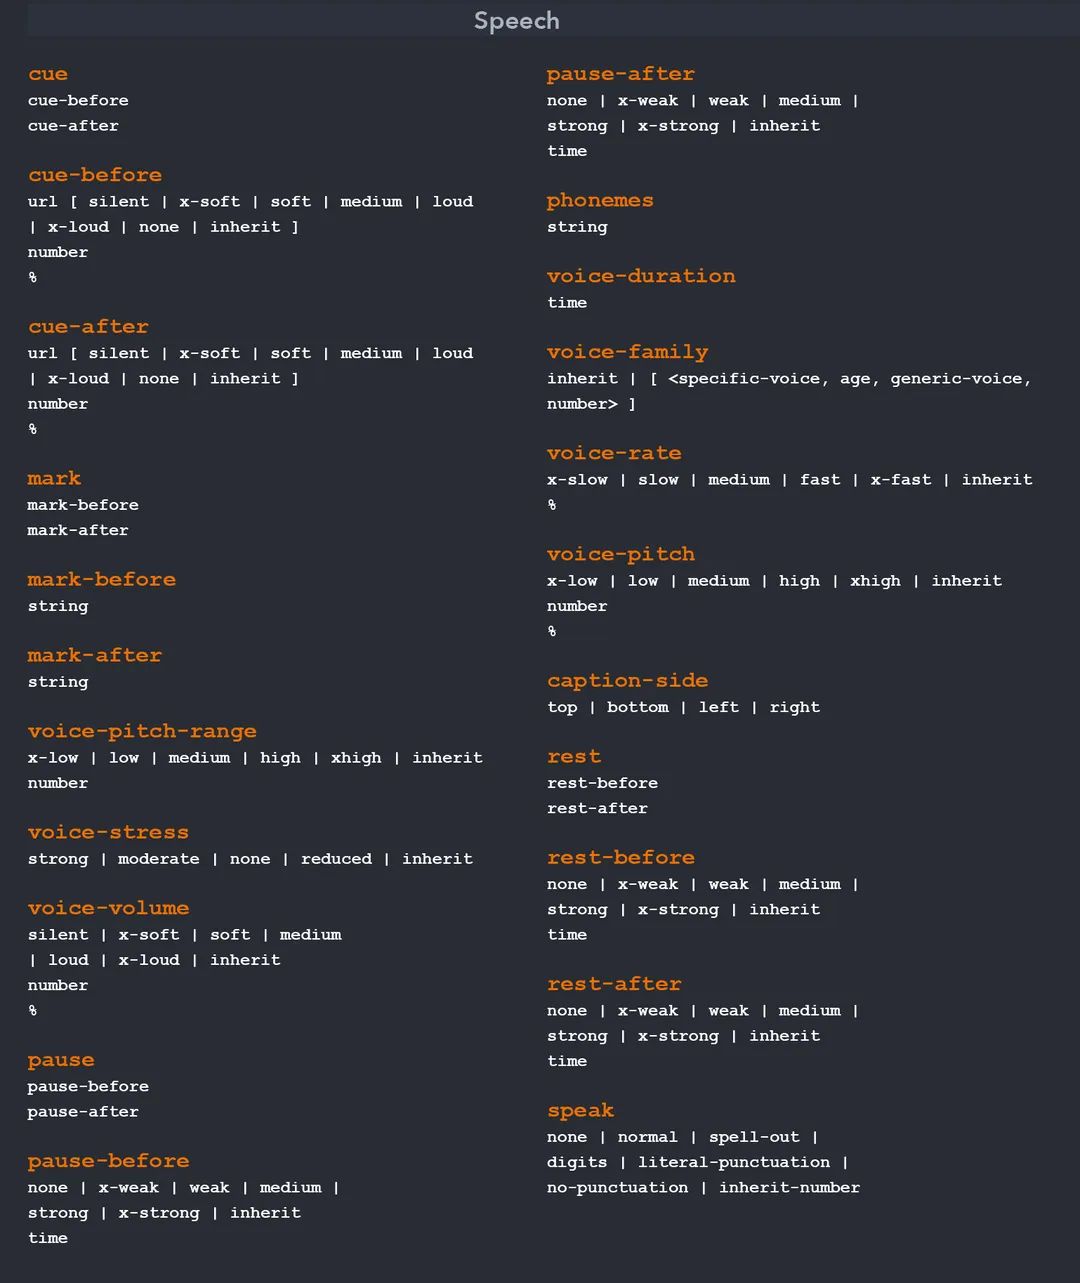 Speech
cue
cue-before
cue-after
cue-before
url [ silent | x-soft | soft | medium | loud
| x-loud | none | inherit ]
number
%
cue-after
url [ silent | x-soft | soft | medium | loud
| x-loud | none | inherit ]
number
%
mark
mark-before
mark-after
mark-before
string
mark-after
string
voice-pitch-range
x-low | low | medium | high | xhigh | inherit
number
voice-stress
strong | moderate | none | reduced | inherit
voice-volume
silent | x-soft | soft | medium
| loud | x-loud | inherit
number
%
pause
pause-before
pause-after
pause-before
none | x-weak | weak | medium |
strong | x-strong | inherit
time
pause-after
none | x-weak | weak | medium |
strong | x-strong | inherit
time
phonemes
string
voice-duration
time
voice-family
inherit | [ <specific-voice, age, generic-voice,
number> ]
voice-rate
x-slow | slow | medium | fast | x-fast | inherit
%
voice-pitch
x-low | low | medium | high | xhigh | inherit
number
%
caption-side
top | bottom | left | right
rest
rest-before
rest-after
rest-before
none | x-weak | weak | medium |
strong | x-strong | inherit
time
rest-after
none | x-weak | weak | medium |
strong | x-strong | inherit
time
speak
none | normal | spell-out |
digits | literal-punctuation |
no-punctuation | inherit-number